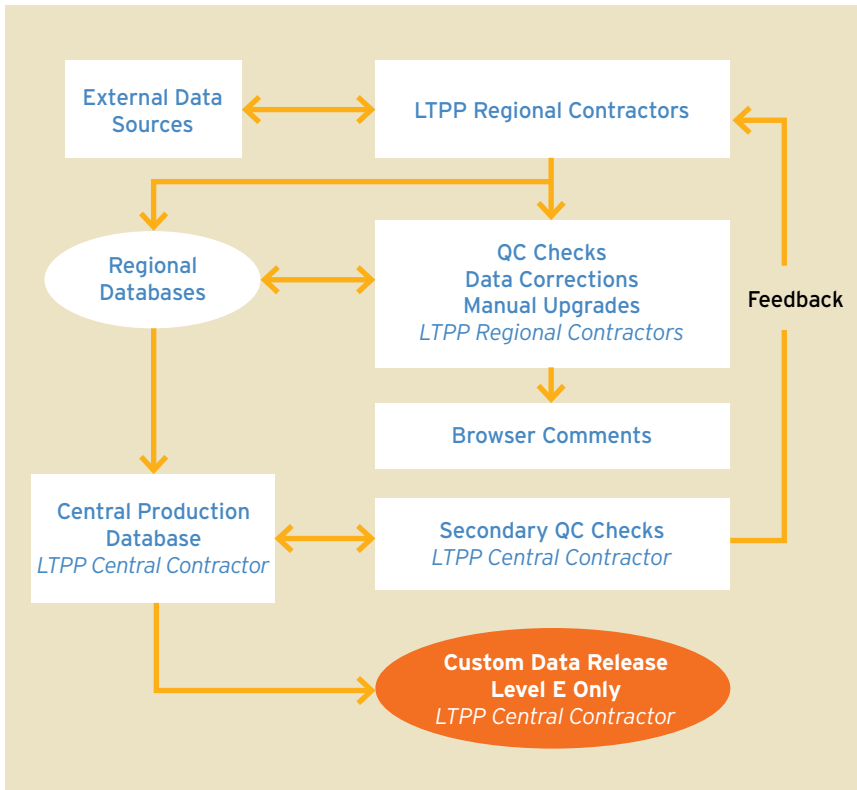 External Data
Sources
LTPP Regional Contractors
Regional
Databases
QC Checks
Data Corrections
Manual Upgrades
LTPP Regional Contractors
Feedback
Browser Comments
Central Production
Database
LTPP Central Contractor
Secondary QC Checks
LTPP Central Contractor
Custom Data Release
Level E Only
LTPP Central Contractor